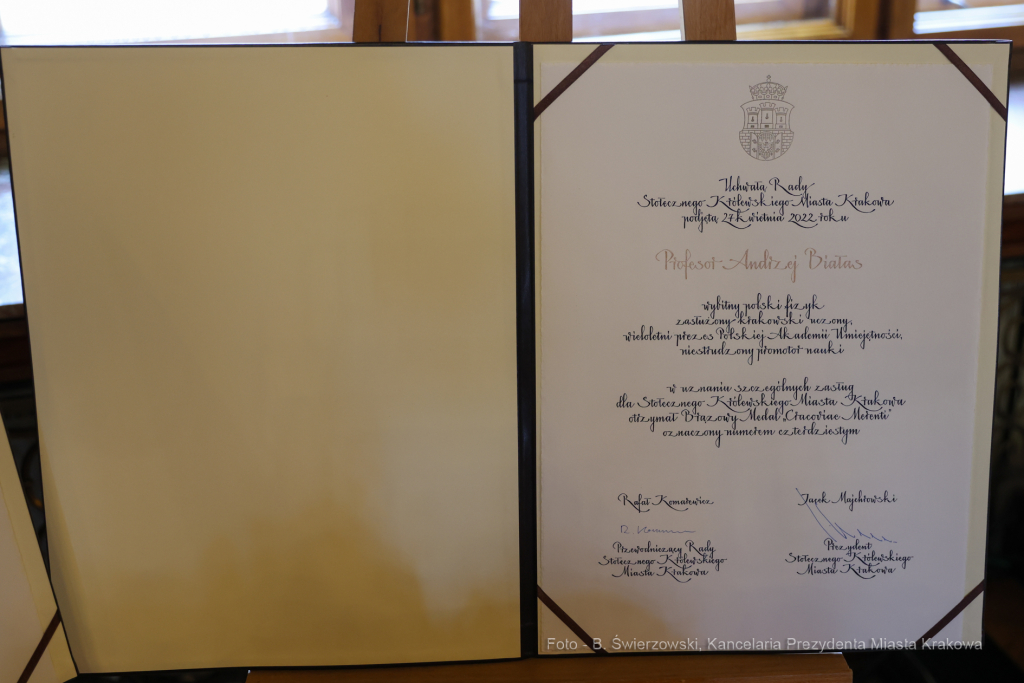 Uchwałą Rady
Stołecznego Królewskiego Miasta Krakowa
podjętą 27 kwietnia 2022 roku
Profesor Andrzej Białas
wybitny polski fizyk
zasłużony krakowski uczony,
wieloletni prezes Polskiej Akademii Umiejętności,
niestrudzony promotor nauki
w uznaniu szczególnych zasług
dla Stołecznego Królewskiego Miasta Krakowa
otrzymał Brązowy Medal „Cracoviae Merenti”
oznaczony numerem czterdziestym
Rafał Komarewicz
Przewodniczący Rady
Stołecznego Królewskiego
Miasta Krakowa
Jacek Majchrowski
Prezydent
Stołecznego Królewskiego
Miasta Krakowa
Foto - B. Świerzowski, Kancelaria Prezydenta Miasta Krakowa